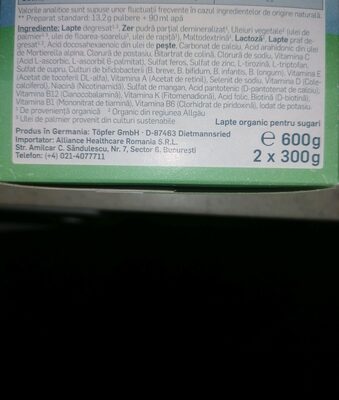 Valorile analitice sunt supuse unor fluctuații frecvente în cazul ingredientelor de origine naturală.
** Preparat standard: 13,2g pulbere + 90ml apă
Ingrediente: Lapte degresat¹·², Zer pudră parțial demineralizat¹, Uleiuri vegetale¹ (ulei de
palmier³, ulei de floarea-soarelui¹, ulei de rapiță¹), Maltodextrină¹, Lactoză¹, Lapte praf de-
gresat¹·², Acid docosahexaenoic din ulei de pește, Carbonat de calciu, Acid arahidonic din ulei
de Mortierella alpina, Clorură de potasiu, Bitartrat de colină, Clorură de sodiu, Vitamina C
(Acid L-ascorbic, L-ascorbil 6-palmitat), Sulfat feros, Sulfat de zinc, L-tirozină, L-triptofan,
Sulfat de cupru, Culturi de bifidobacterii (B. breve, B. bifidum, B. infantis, B. longum), Vitamina E
(Acetat de tocoferil, DL-alfa), Vitamina A (Acetat de retinil), Selenit de sodiu, Vitamina D (Cole-
calciferol), Niacină (Nicotinamidă), Sulfat de mangan, Acid pantotenic (D-pantotenat de calciu),
Vitamina B12 (Cianocobalamină), Vitamina K (Fitomenadionă), Acid folic, Biotină (D-biotină),
Vitamina B1 (Mononitrat de tiamină), Vitamina B6 (Clorhidrat de piridoxină), Iodat de potasiu
¹ De proveniență organică ² Organic din regiunea Allgäu
³ Ulei de palmier provenit din culturi sustenabile
Lapte organic pentru sugari
Produs în Germania: Töpfer GmbH · D-87463 Dietmannsried
Importator: Alliance Healthcare Romania S.R.L.
Str. Amilcar C. Săndulescu, Nr. 7, Sector 6, București
Telefon: (+4) 021-4077711
℮ 600g
2 x 300g